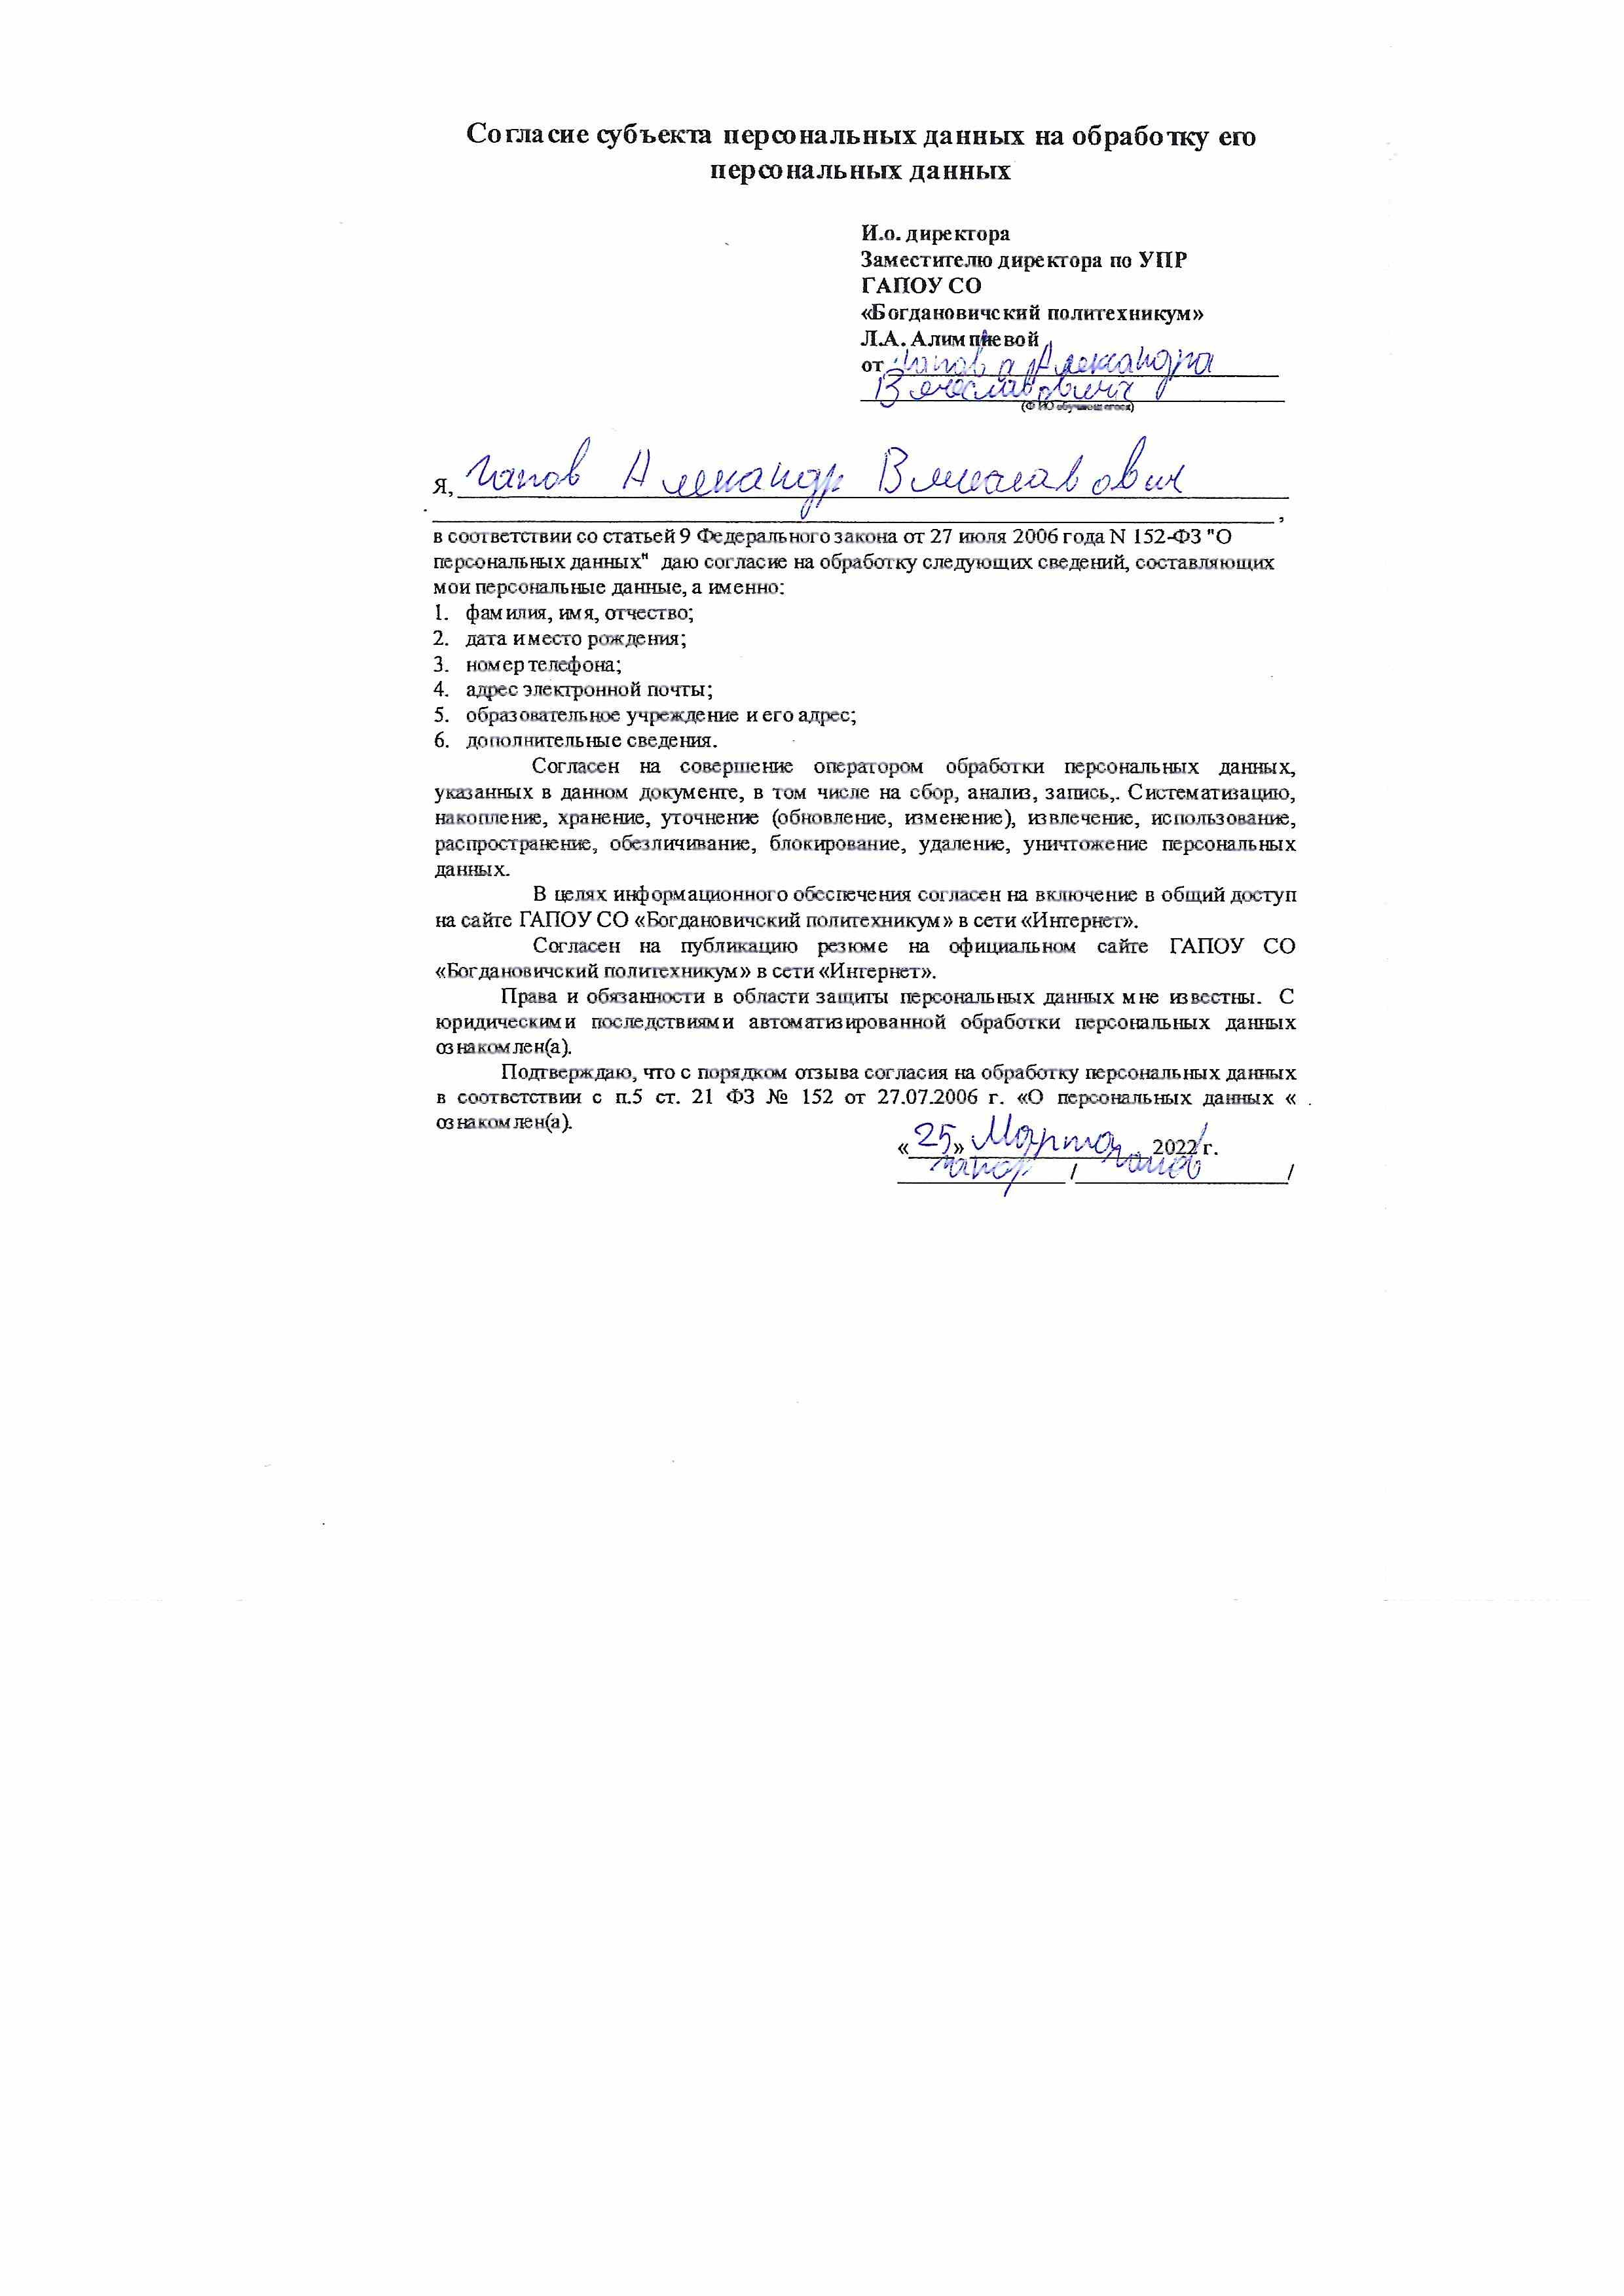 Согласие субъекта персональных данных на обработку его
персональных данных
И.о. директора
Заместителю директора по УПР
ГАПОУ СО
«Богдановичский политехникум»
Л.А. Алимпиевой
от Александра
Вячеславовича
(ФИО обучающегося)
Я, Александр Вячеславович
,
в соответствии со статьей 9 Федерального закона от 27 июля 2006 года N 152-ФЗ "О
персональных данных" даю согласие на обработку следующих сведений, составляющих
мои персональные данные, а именно:
1. фамилия, имя, отчество;
2. дата и место рождения;
3. номер телефона;
4. адрес электронной почты;
5. образовательное учреждение и его адрес;
6. дополнительные сведения.
Согласен на совершение оператором обработки персональных данных,
указанных в данном документе, в том числе на сбор, анализ, запись,. Систематизацию,
накопление, хранение, уточнение (обновление, изменение), извлечение, использование,
распространение, обезличивание, блокирование, удаление, уничтожение персональных
данных.
В целях информационного обеспечения согласен на включение в общий доступ
на сайте ГАПОУ СО «Богдановичский политехникум» в сети «Интернет».
Согласен на публикацию резюме на официальном сайте ГАПОУ СО
«Богдановичский политехникум» в сети «Интернет».
Права и обязанности в области защиты персональных данных мне известны. С
юридическими последствиями автоматизированной обработки персональных данных
ознакомлен(а).
Подтверждаю, что с порядком отзыва согласия на обработку персональных данных
в соответствии с п.5 ст. 21 ФЗ № 152 от 27.07.2006 г. «О персональных данных «
ознакомлен(а).
«25» Марта 2022 г.
/ /